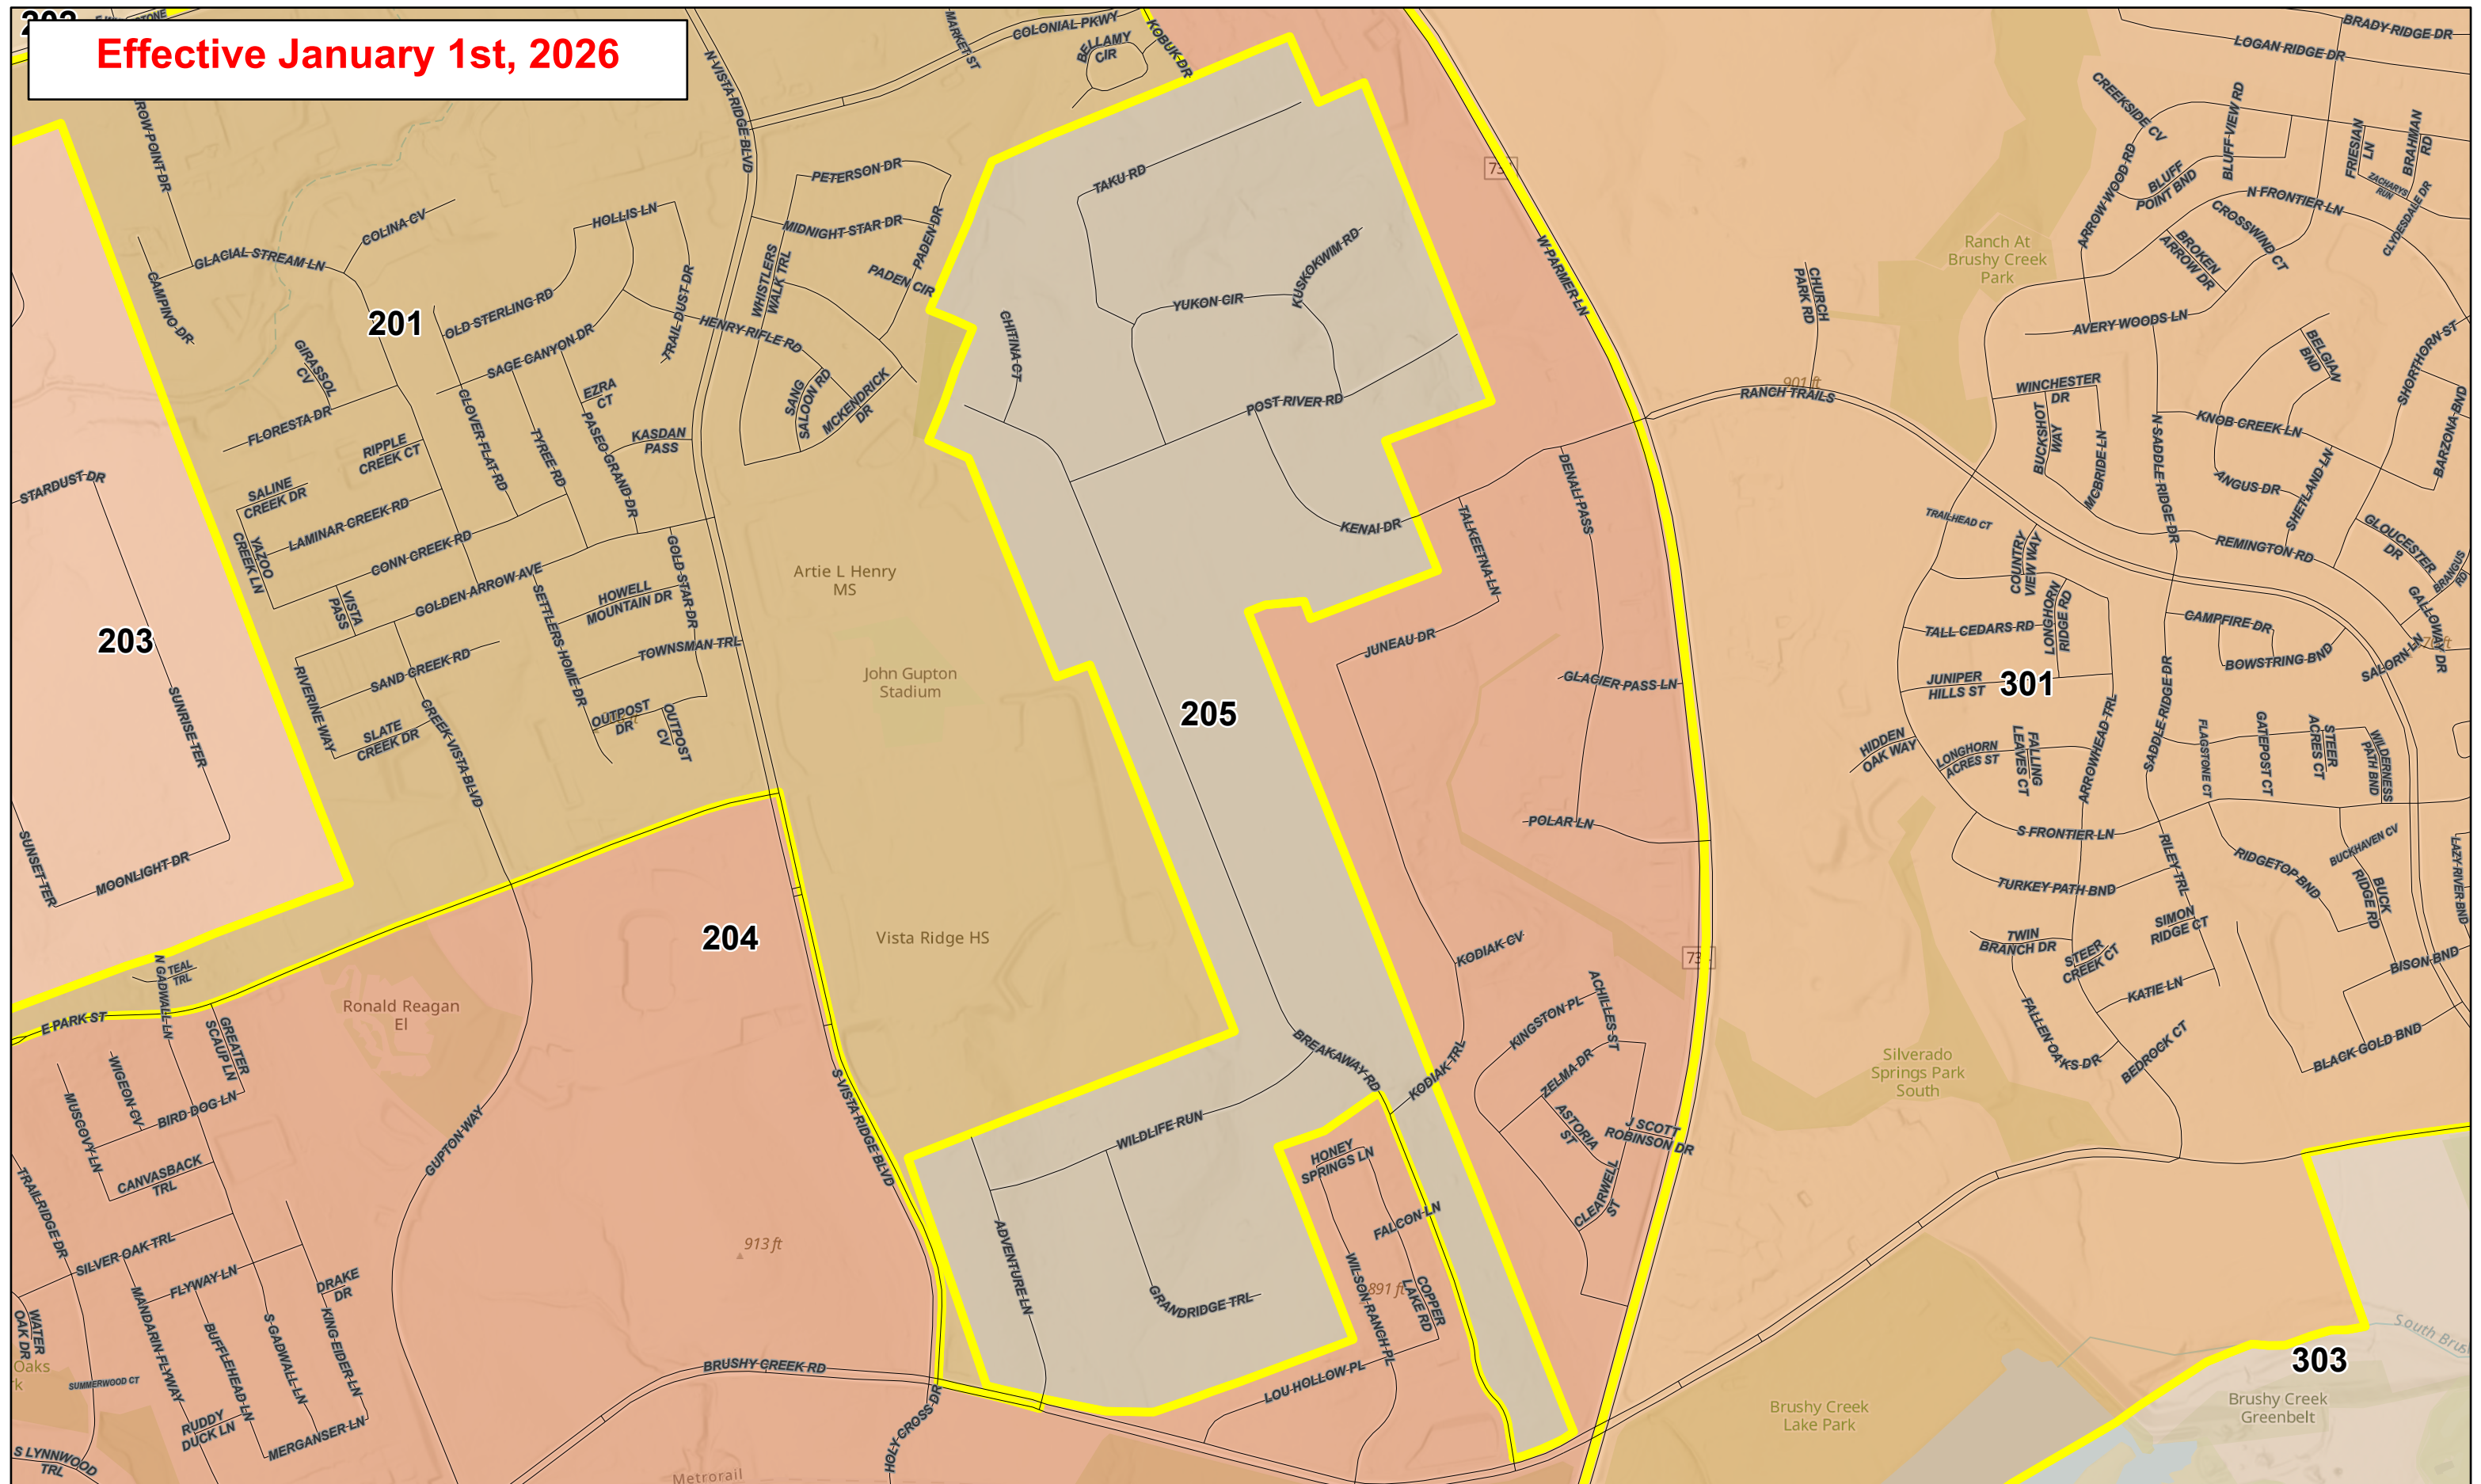 Effective January 1st, 2026
COLONIAL PKWY
MARKET ST
BELLAMY
CIR
KOBUK DR
N VISTA RIDGE BLVD
BRADY RIDGE DR
LOGAN RIDGE DR
CREEKSIDE CV
BLUFF VIEW RD
FRIESIAN
LN
BRAHMAN
RD
ZACHARYS
RUN
CLYDESDALE DR
ARROW WOOD RD
BLUFF
POINT BND
N FRONTIER LN
CROSSWIND CT
BROKEN
ARROW DR
Ranch At
Brushy Creek
Park
AVERY WOODS LN
BELGIAN
BND
SHORTHORN ST
CHURCH
PARK RD
W PARMER LN
901 ft
RANCH TRAILS
WINCHESTER
DR
BUCKSHOT
WAY
MCBRIDE LN
N SADDLE RIDGE DR
KNOB CREEK LN
ANGUS DR
SHETLAND LN
BARZONA BND
TRAILHEAD CT
COUNTRY
VIEW WAY
REMINGTON RD
GLOUCESTER
DR
BRANGUS
RD
GALLOWAY DR
SALORN LN
LONGHORN
RIDGE RD
TALL CEDARS RD
CAMPFIRE DR
BOWSTRING BND
JUNIPER
HILLS ST
301
HIDDEN
OAK WAY
LONGHORN
ACRES ST
FALLING
LEAVES CT
ARROWHEAD TRL
SADDLE RIDGE DR
FLAGSTONE CT
GATEPOST CT
STEER
ACRES CT
WILDERNESS
PATH BND
S FRONTIER LN
RILEY TRL
RIDGETOP BND
BUCKHAVEN CV
BUCK
RIDGE RD
LAZY RIVER BND
TURKEY PATH BND
SIMON
RIDGE CT
TWIN
BRANCH DR
STEER
CREEK CT
KATIE LN
BISON BND
FALLEN OAKS DR
BEDROCK CT
BLACK GOLD BND
Silverado
Springs Park
South
303
Brushy Creek
Greenbelt
Brushy Creek
Lake Park
PETERSON DR
MIDNIGHT STAR DR
PADEN DR
PADEN CIR
WHISTLERS
WALK TRL
HENRY RIFLE RD
SANG
SALOON RD
MCKENDRICK
DR
HOLLIS LN
COLINA CV
GLACIAL STREAM LN
CAMPINO DR
201
OLD STERLING RD
SAGE CANYON DR
TRAIL DUST DR
GIRASSOL
CV
FLORESTA DR
EZRA
CT
CLOVER FLAT RD
TYREE RD
PASEO GRAND DR
KASDAN
PASS
RIPPLE
CREEK CT
SALINE
CREEK DR
LAMINAR CREEK RD
YAZOO
CREEK LN
CONN CREEK RD
GOLDEN ARROW AVE
VISTA
PASS
GOLD STAR DR
HOWELL
MOUNTAIN DR
SETTLERS HOME DR
TOWNSMAN TRL
SAND CREEK RD
RIVERINE WAY
SLATE
CREEK DR
CREEK VISTA BLVD
OUTPOST
DR
OUTPOST
CV
STARDUST DR
203
SUNRISE TER
SUNSET TER
MOONLIGHT DR
Artie L Henry
MS
John Gupton
Stadium
Vista Ridge HS
TAKU RD
YUKON CIR
KUSKOKWIM RD
CHITINA CT
POST RIVER RD
KENAI DR
205
DENALI PASS
TALKEETNA LN
JUNEAU DR
GLACIER PASS LN
POLAR LN
KODIAK CV
KODIAK TRL
ACHILLES ST
KINGSTON PL
ZELMA DR
ASTORIA
ST
J SCOTT
ROBINSON DR
CLEARWELL
ST
BREAKAWAY RD
WILDLIFE RUN
HONEY
SPRINGS LN
FALCON LN
WILSON RANCH PL
COPPER
LAKE RD
891 ft
LOU HOLLOW PL
ADVENTURE LN
GRANDRIDGE TRL
204
S VISTA RIDGE BLVD
913 ft
BRUSHY CREEK RD
HOLY CROSS DR
Metrorail
E PARK ST
TEAL
TRL
N GADWALL LN
GREATER
SCAUP LN
Ronald Reagan
El
WIGEON CV
MUSCOVY LN
BIRD DOG LN
CANVASBACK
TRL
GUPTON WAY
TRAILRIDGE DR
SILVER OAK TRL
FLYWAY LN
DRAKE
DR
WATER
OAK DR
MANDARIN FLYWAY
BUFFLEHEAD LN
S GADWALL LN
KING EIDER LN
SUMMERWOOD CT
RUDDY
DUCK LN
MERGANSER LN
S LYNNWOOD
TRL